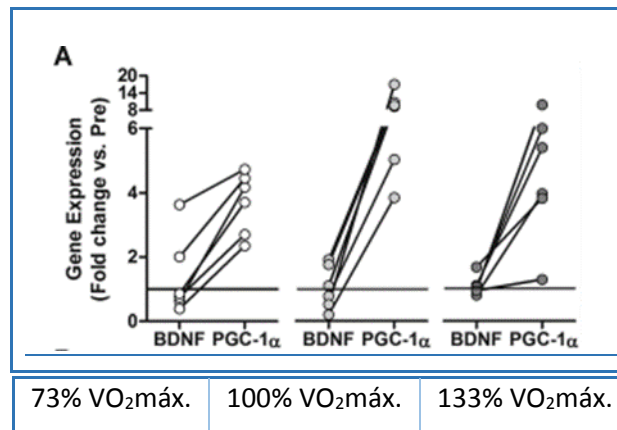 A
Gene Expression
(Fold change vs. Pre)
20
14
8
6
4
2
0
BDNF PGC-1α BDNF PGC-1α BDNF PGC-1α
73% VO₂máx. 100% VO₂máx. 133% VO₂máx.